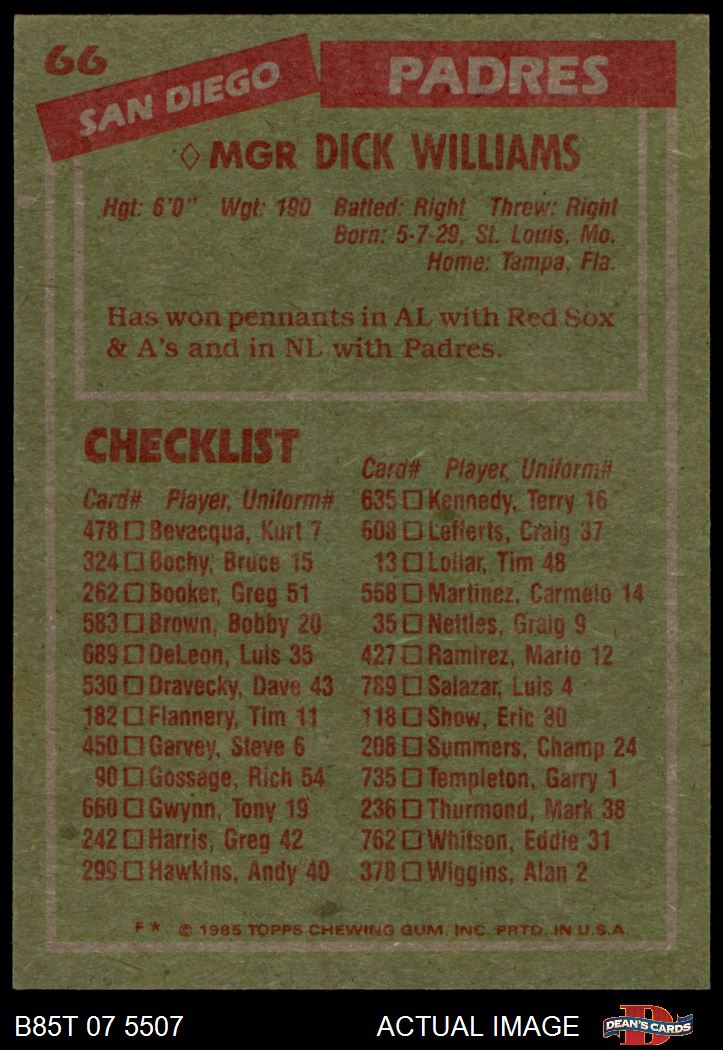 66
SAN DIEGO PADRES
◊ MGR DICK WILLIAMS
Hgt: 6'0" Wgt: 190 Batted: Right Threw: Right
Born: 5-7-29, St. Louis, Mo.
Home: Tampa, Fla.
Has won pennants in AL with Red Sox
& A's and in NL with Padres.
CHECKLIST
Card# Player, Uniform#
478 □ Bevacqua, Kurt 7
324 □ Bochy, Bruce 15
262 □ Booker, Greg 51
583 □ Brown, Bobby 20
689 □ DeLeon, Luis 35
530 □ Dravecky, Dave 43
182 □ Flannery, Tim 11
450 □ Garvey, Steve 6
90 □ Gossage, Rich 54
660 □ Gwynn, Tony 19
242 □ Harris, Greg 42
299 □ Hawkins, Andy 40
Card# Player, Uniform#
635 □ Kennedy, Terry 16
608 □ Lefferts, Craig 37
13 □ Lollar, Tim 48
558 □ Martinez, Carmelo 14
35 □ Nettles, Graig 9
427 □ Ramirez, Mario 12
789 □ Salazar, Luis 4
118 □ Show, Eric 30
208 □ Summers, Champ 24
735 □ Templeton, Garry 1
236 □ Thurmond, Mark 38
762 □ Whitson, Eddie 31
378 □ Wiggins, Alan 2
F * © 1985 TOPPS CHEWING GUM, INC. PRTD. IN U.S.A.
B85T 07 5507 ACTUAL IMAGE D DEAN'S CARDS